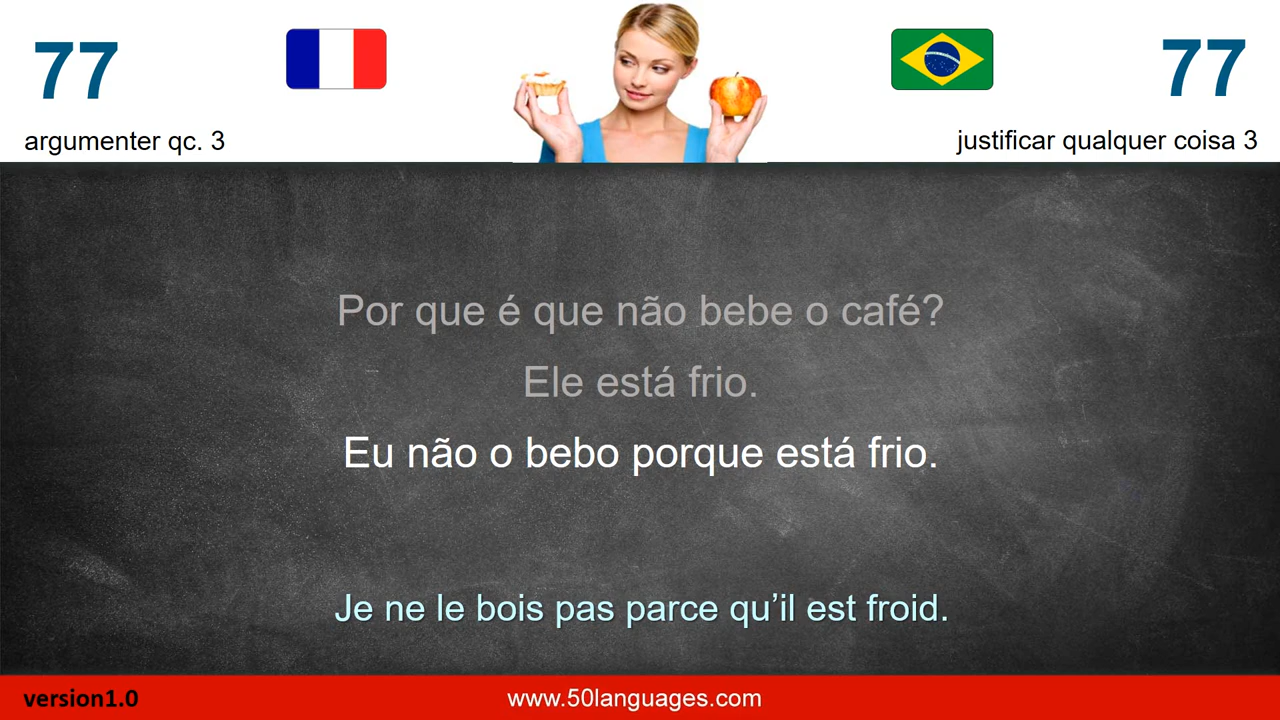 77
77
argumenter qc. 3
justificar qualquer coisa 3
Por que é que não bebe o café?
Ele está frio.
Eu não o bebo porque está frio.
Je ne le bois pas parce qu’il est froid.
version1.0
www.50languages.com